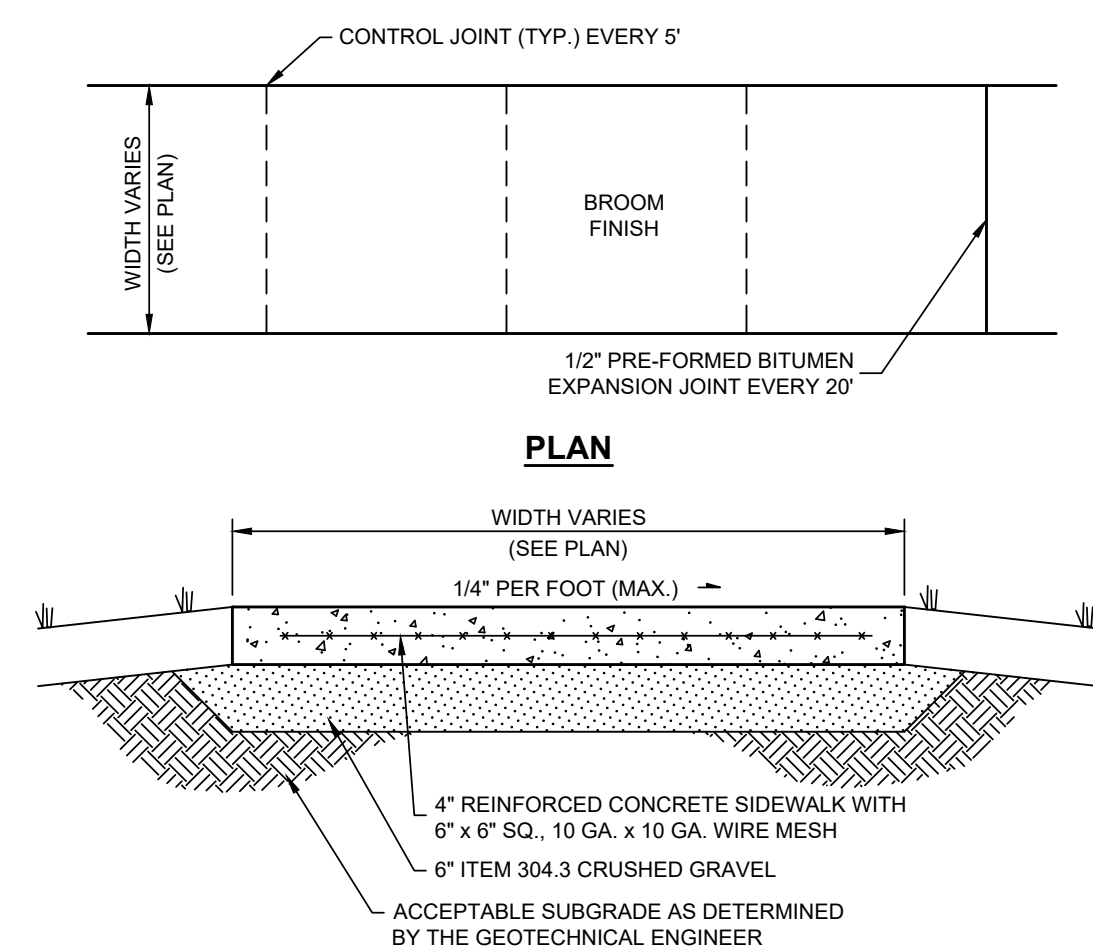 CONTROL JOINT (TYP.) EVERY 5'
WIDTH VARIES
(SEE PLAN)
BROOM
FINISH
1/2" PRE-FORMED BITUMEN
EXPANSION JOINT EVERY 20'
PLAN
WIDTH VARIES
(SEE PLAN)
1/4" PER FOOT (MAX.)
4" REINFORCED CONCRETE SIDEWALK WITH
6" x 6" SQ., 10 GA. x 10 GA. WIRE MESH
6" ITEM 304.3 CRUSHED GRAVEL
ACCEPTABLE SUBGRADE AS DETERMINED
BY THE GEOTECHNICAL ENGINEER